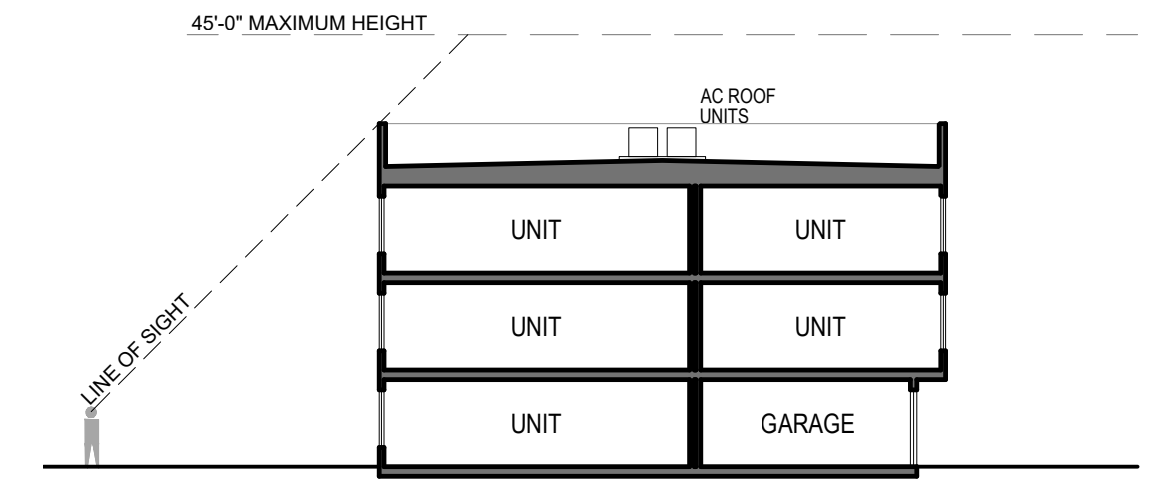 45'-0" MAXIMUM HEIGHT
AC ROOF
UNITS
UNIT
UNIT
LINE OF SIGHT
UNIT
UNIT
UNIT
GARAGE